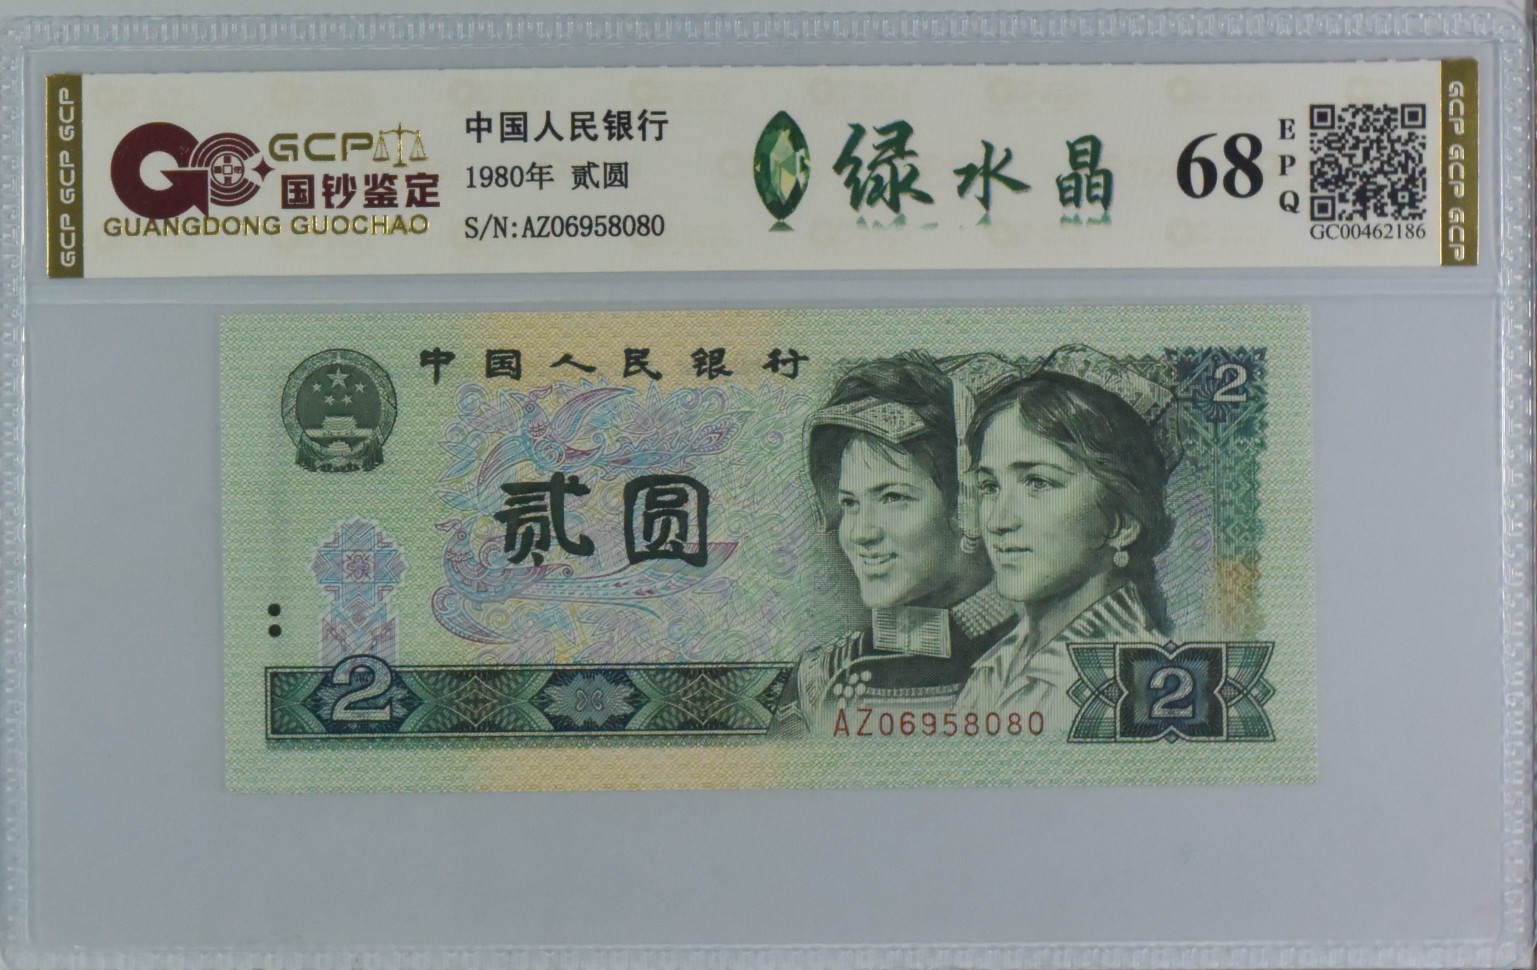 GCP GCP GCP
GCP
国钞鉴定
GUANGDONG GUOCHAO
中国人民银行
1980年 贰圆
S/N:AZ06958080
绿水晶
68
EPQ
GC00462186
GCP GCP GCP
中国人民银行
2
贰圆
2
AZ06958080
2